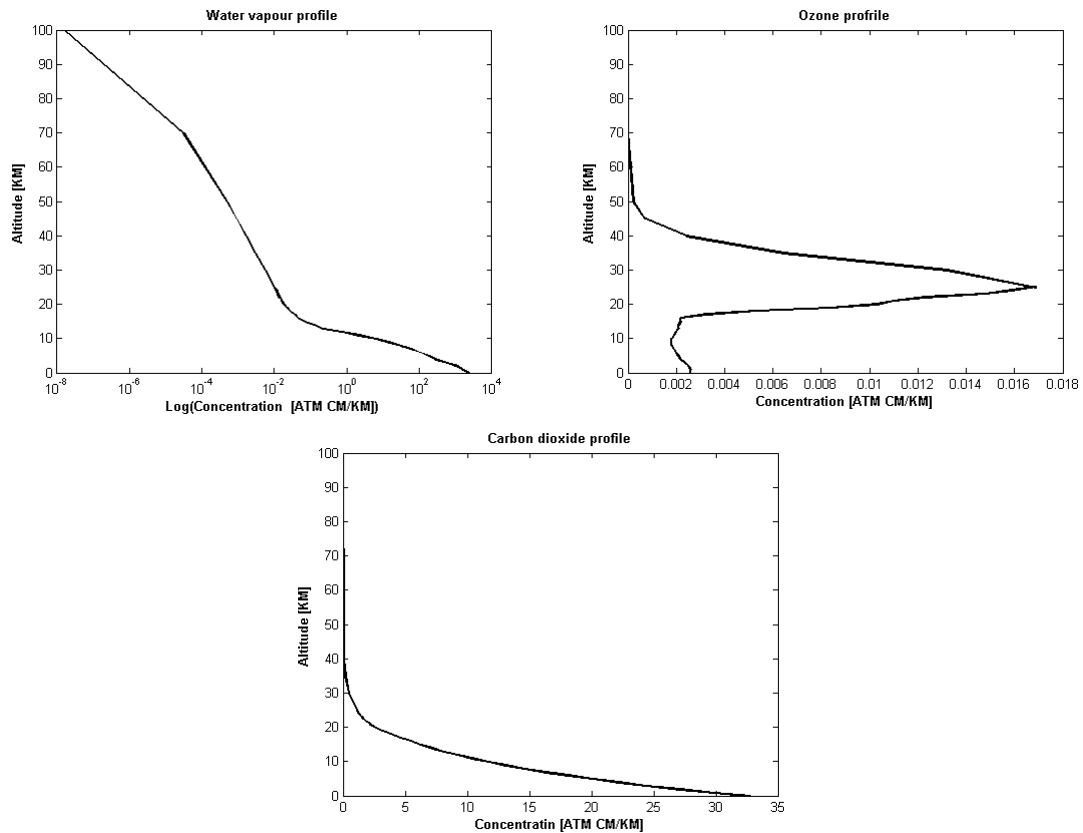 Water vapour profile
100
90
80
70
60
50
40
30
20
10
0
Altitude [KM]
10^-8 10^-6 10^-4 10^-2 10^0 10^2 10^4
Log(Concentration [ATM CM/KM])
Ozone profrile
100
90
80
70
60
50
40
30
20
10
0
Altitude [KM]
0 0.002 0.004 0.006 0.008 0.01 0.012 0.014 0.016 0.018
Concentration [ATM CM/KM]
Carbon dioxide profile
100
90
80
70
60
50
40
30
20
10
0
Altitude [KM]
0 5 10 15 20 25 30 35
Concentratin [ATM CM/KM]